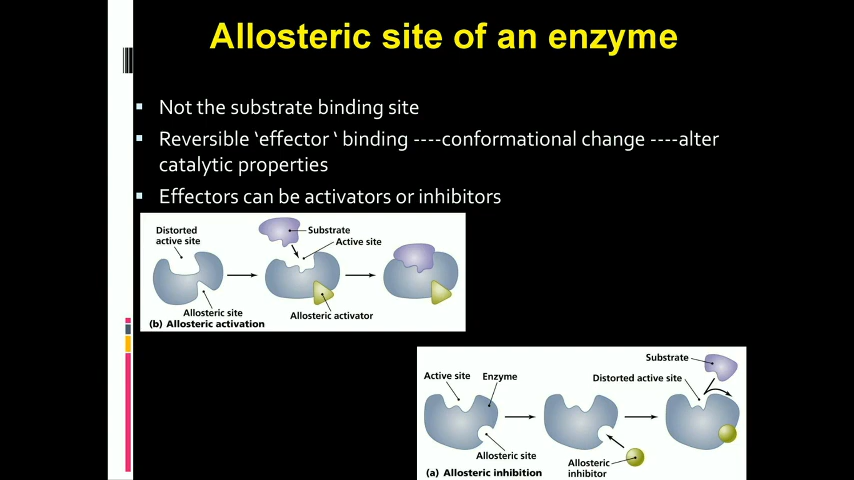 Allosteric site of an enzyme
Not the substrate binding site
Reversible ‘effector ‘ binding ----conformational change ----alter
catalytic properties
Effectors can be activators or inhibitors
Distorted
active site
Substrate
Active site
Allosteric site
Allosteric activator
(b) Allosteric activation
Substrate
Active site
Enzyme
Distorted active site
Allosteric site
Allosteric
inhibitor
(a) Allosteric inhibition